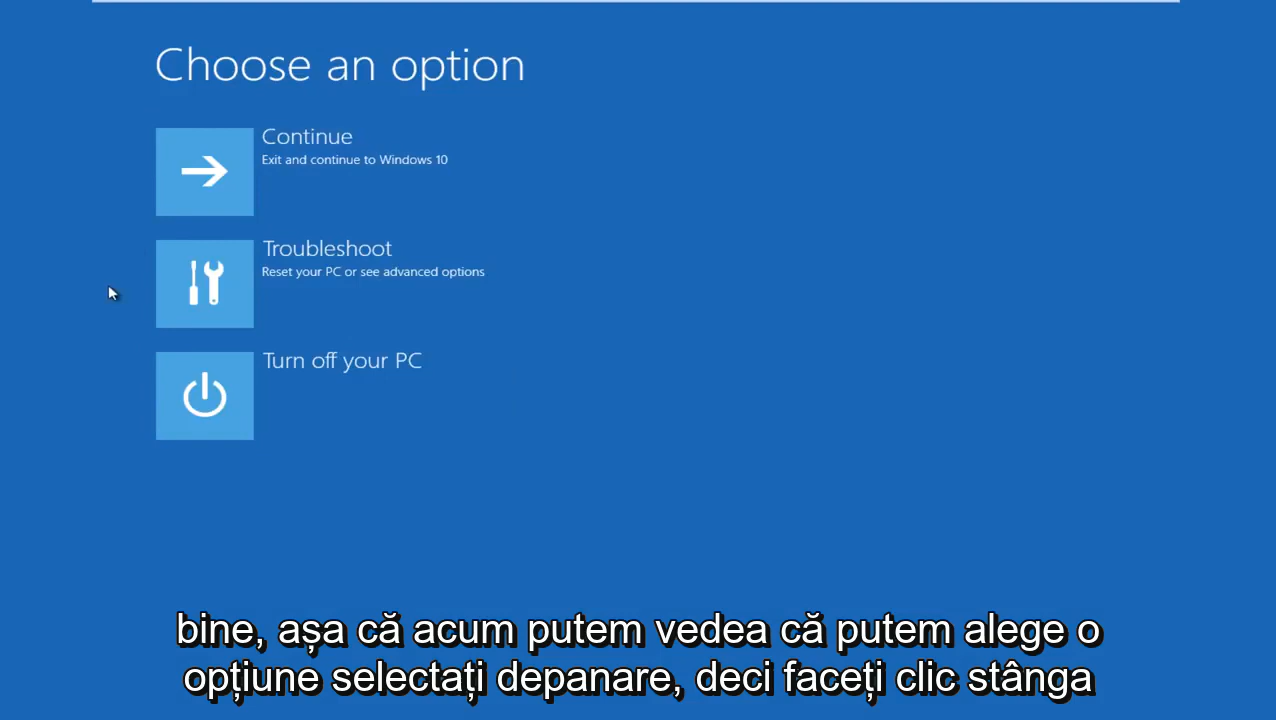 Choose an option
Continue
Exit and continue to Windows 10
Troubleshoot
Reset your PC or see advanced options
Turn off your PC
bine, așa că acum putem vedea că putem alege o
opțiune selectați depanare, deci faceți clic stânga